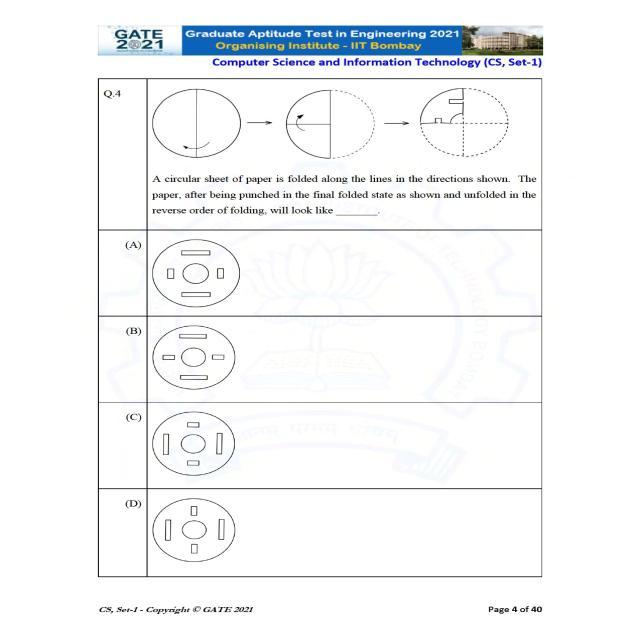 GATE
2021
Graduate Aptitude Test in Engineering 2021
Organising Institute - IIT Bombay
Computer Science and Information Technology (CS, Set-1)
Q.4
A circular sheet of paper is folded along the lines in the directions shown. The
paper, after being punched in the final folded state as shown and unfolded in the
reverse order of folding, will look like _______.
(A)
(B)
(C)
(D)
CS, Set-1 - Copyright © GATE 2021
Page 4 of 40